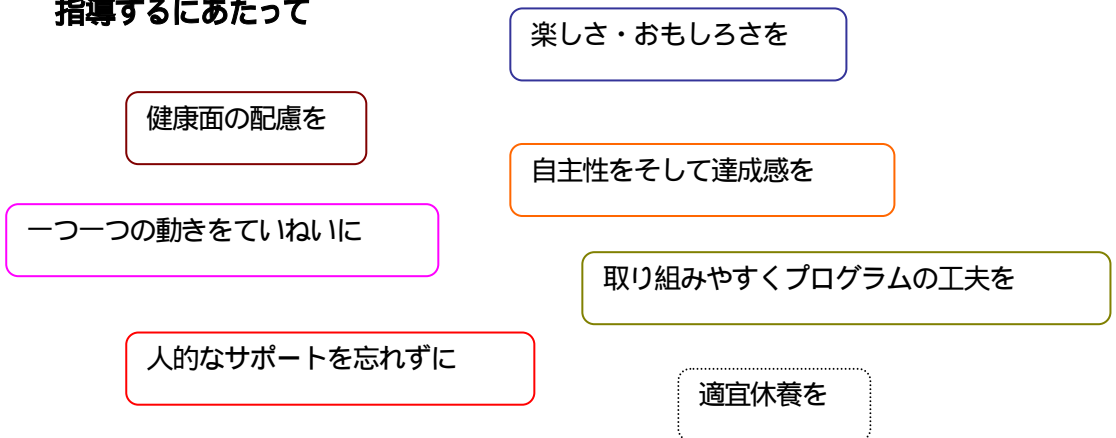 指導するにあたって
楽しさ・おもしろさを
健康面の配慮を
自主性をそして達成感を
一つ一つの動きをていねいに
取り組みやすくプログラムの工夫を
人的なサポートを忘れずに
適宜休養を